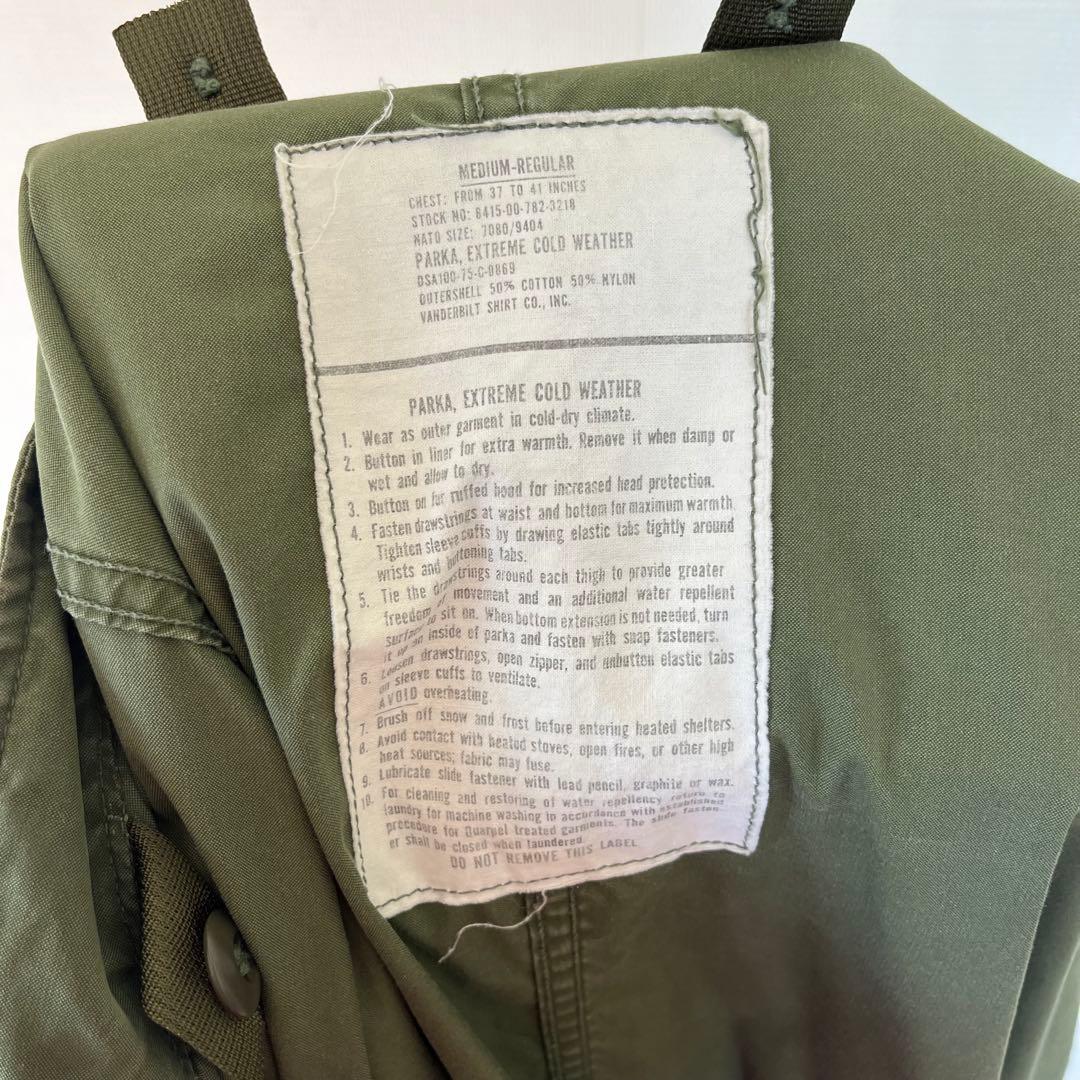 MEDIUM-REGULAR
CHEST: FROM 37 TO 41 INCHES
STOCK NO: 8415-00-782-3218
NATO SIZE: 7080/9404
PARKA, EXTREME COLD WEATHER
DSA100-75-C-0869
OUTERSHELL 50% COTTON 50% NYLON
VANDERBILT SHIRT CO., INC.
PARKA, EXTREME COLD WEATHER
1. Wear as outer garment in cold-dry climate.
2. Button in liner for extra warmth. Remove it when damp or
wet and allow to dry.
3. Button on fur ruffed hood for increased head protection.
4. Fasten drawstrings at waist and bottom for maximum warmth
Tighten sleeve cuffs by drawing elastic tabs tightly around
wrists and buttoning tabs.
5. Tie the drawstrings around each thigh to provide greater
freedom of movement and an additional water repellent
surface to sit on. When bottom extension is not needed, turn
it up on inside of parka and fasten with snap fasteners.
6. Loosen drawstrings, open zipper, and unbutton elastic tabs
on sleeve cuffs to ventilate.
AVOID overheating.
7. Brush off snow and frost before entering heated shelters.
8. Avoid contact with heated stoves, open fires, or other high
heat sources; fabric may fuse.
9. Lubricate slide fastener with lead pencil, graphite or wax.
10. For cleaning and restoring of water repellency return to
laundry for machine washing in accordance with established
procedure for Quarpel treated garments. The slide fasten-
er shall be closed when laundered.
DO NOT REMOVE THIS LABEL